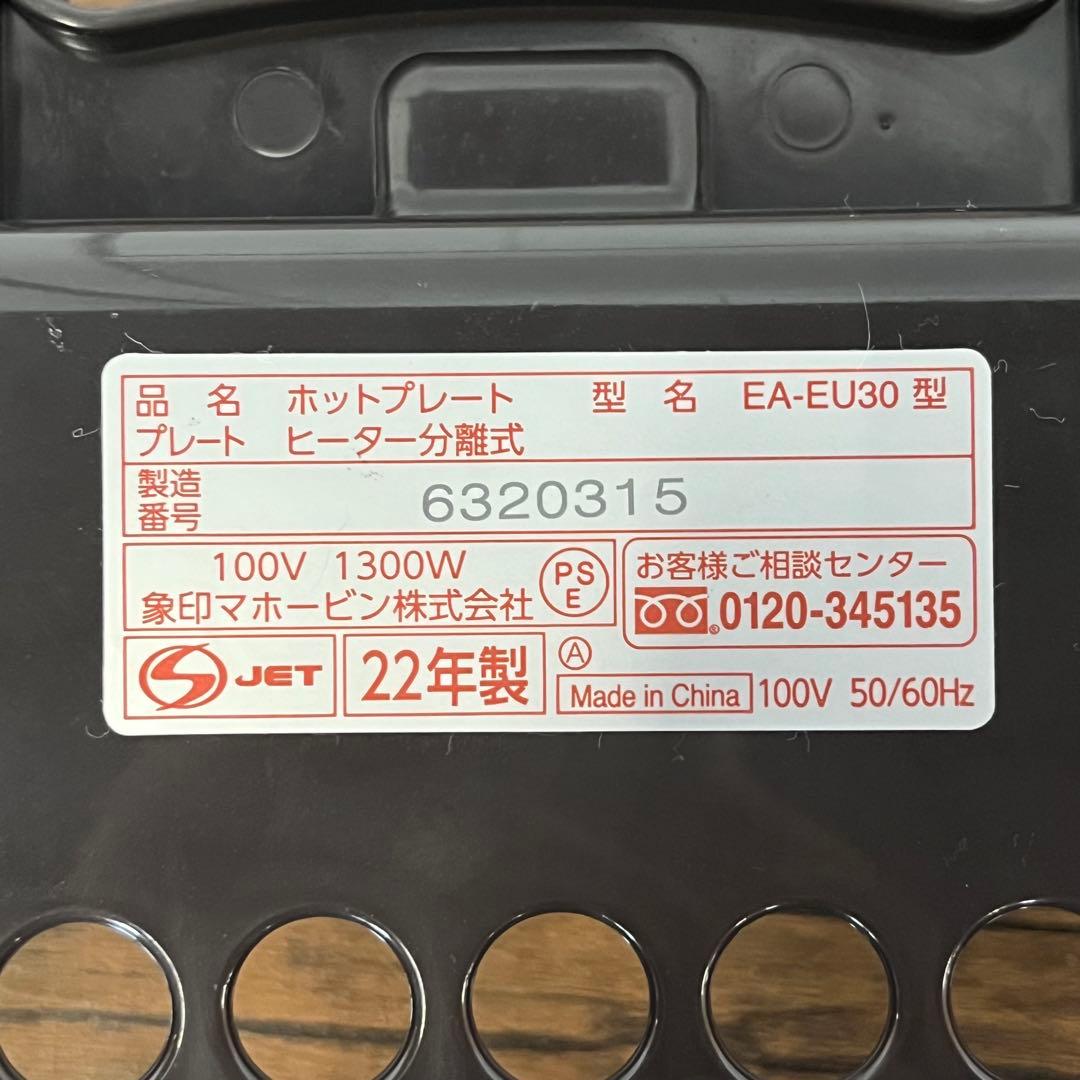 品名 ホットプレート 型名 EA-EU30 型
プレート ヒーター分離式
製造
番号
6320315
100V 1300W
象印マホービン株式会社
PS
E
お客様ご相談センター
0120-345135
JET
22年製
A
Made in China
100V 50/60Hz